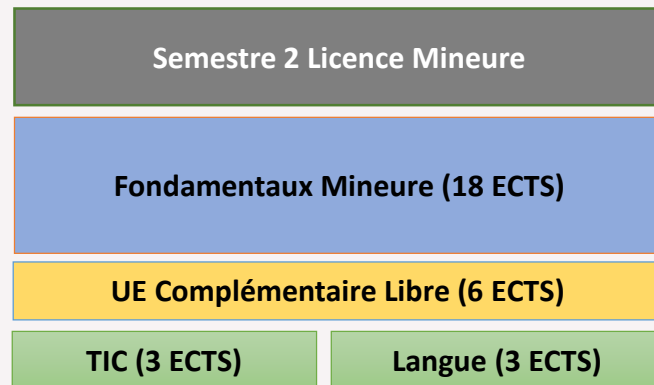 Semestre 2 Licence Mineure
Fondamentaux Mineure (18 ECTS)
UE Complémentaire Libre (6 ECTS)
TIC (3 ECTS)
Langue (3 ECTS)